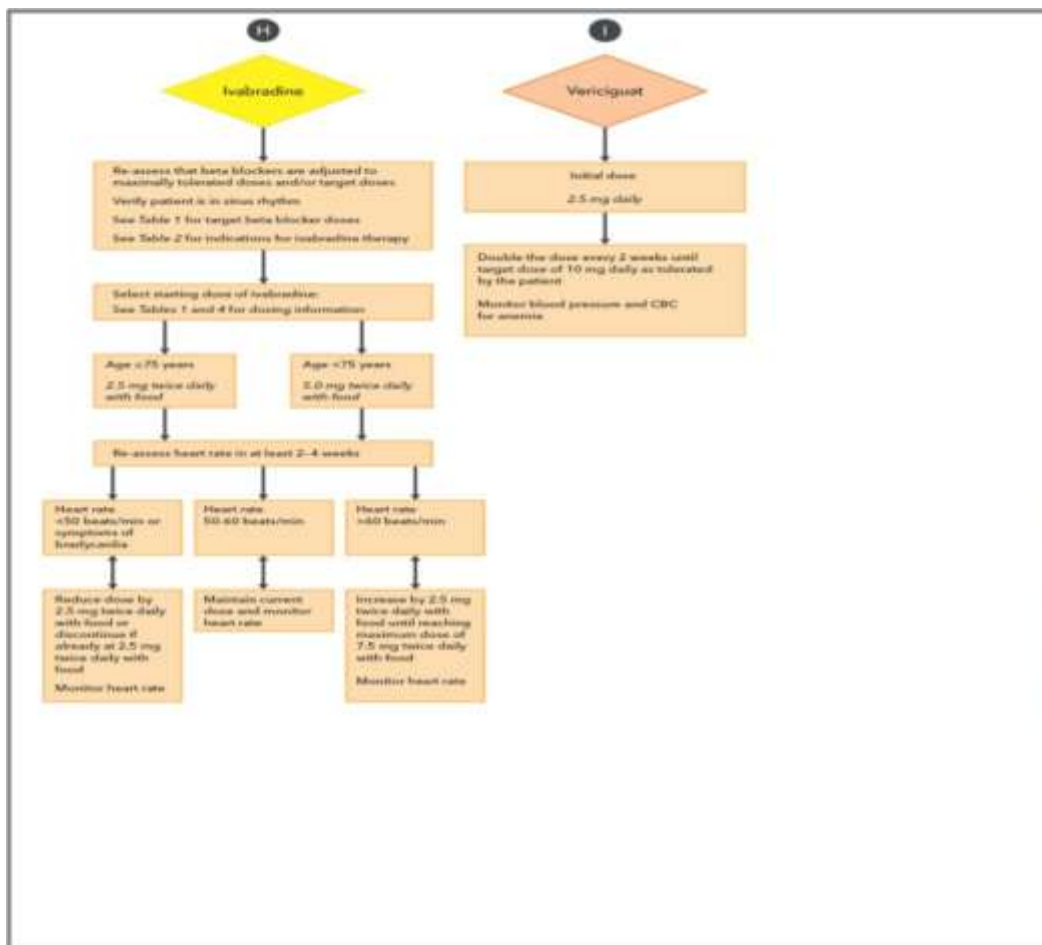 H
Ivabradine
Re-assess that beta blockers are adjusted to
maximally tolerated doses and/or target doses
Verify patient is in sinus rhythm
See Table 1 for target beta blocker doses
See Table 2 for indications for ivabradine therapy
Select starting dose of ivabradine:
See Tables 1 and 4 for dosing information
Age ≥75 years
2.5 mg twice daily
with food
Age <75 years
5.0 mg twice daily
with food
Re-assess heart rate in at least 2–4 weeks
Heart rate
<50 beats/min or
symptoms of
bradycardia
Heart rate
50-60 beats/min
Heart rate
>60 beats/min
Reduce dose by
2.5 mg twice daily
with food or
discontinue if
already at 2.5 mg
twice daily with
food
Monitor heart rate
Maintain current
dose and monitor
heart rate
Increase by 2.5 mg
twice daily with
food until reaching
maximum dose of
7.5 mg twice daily
with food
Monitor heart rate
I
Vericiguat
Initial dose
2.5 mg daily
Double the dose every 2 weeks until
target dose of 10 mg daily as tolerated
by the patient
Monitor blood pressure and CBC
for anemia